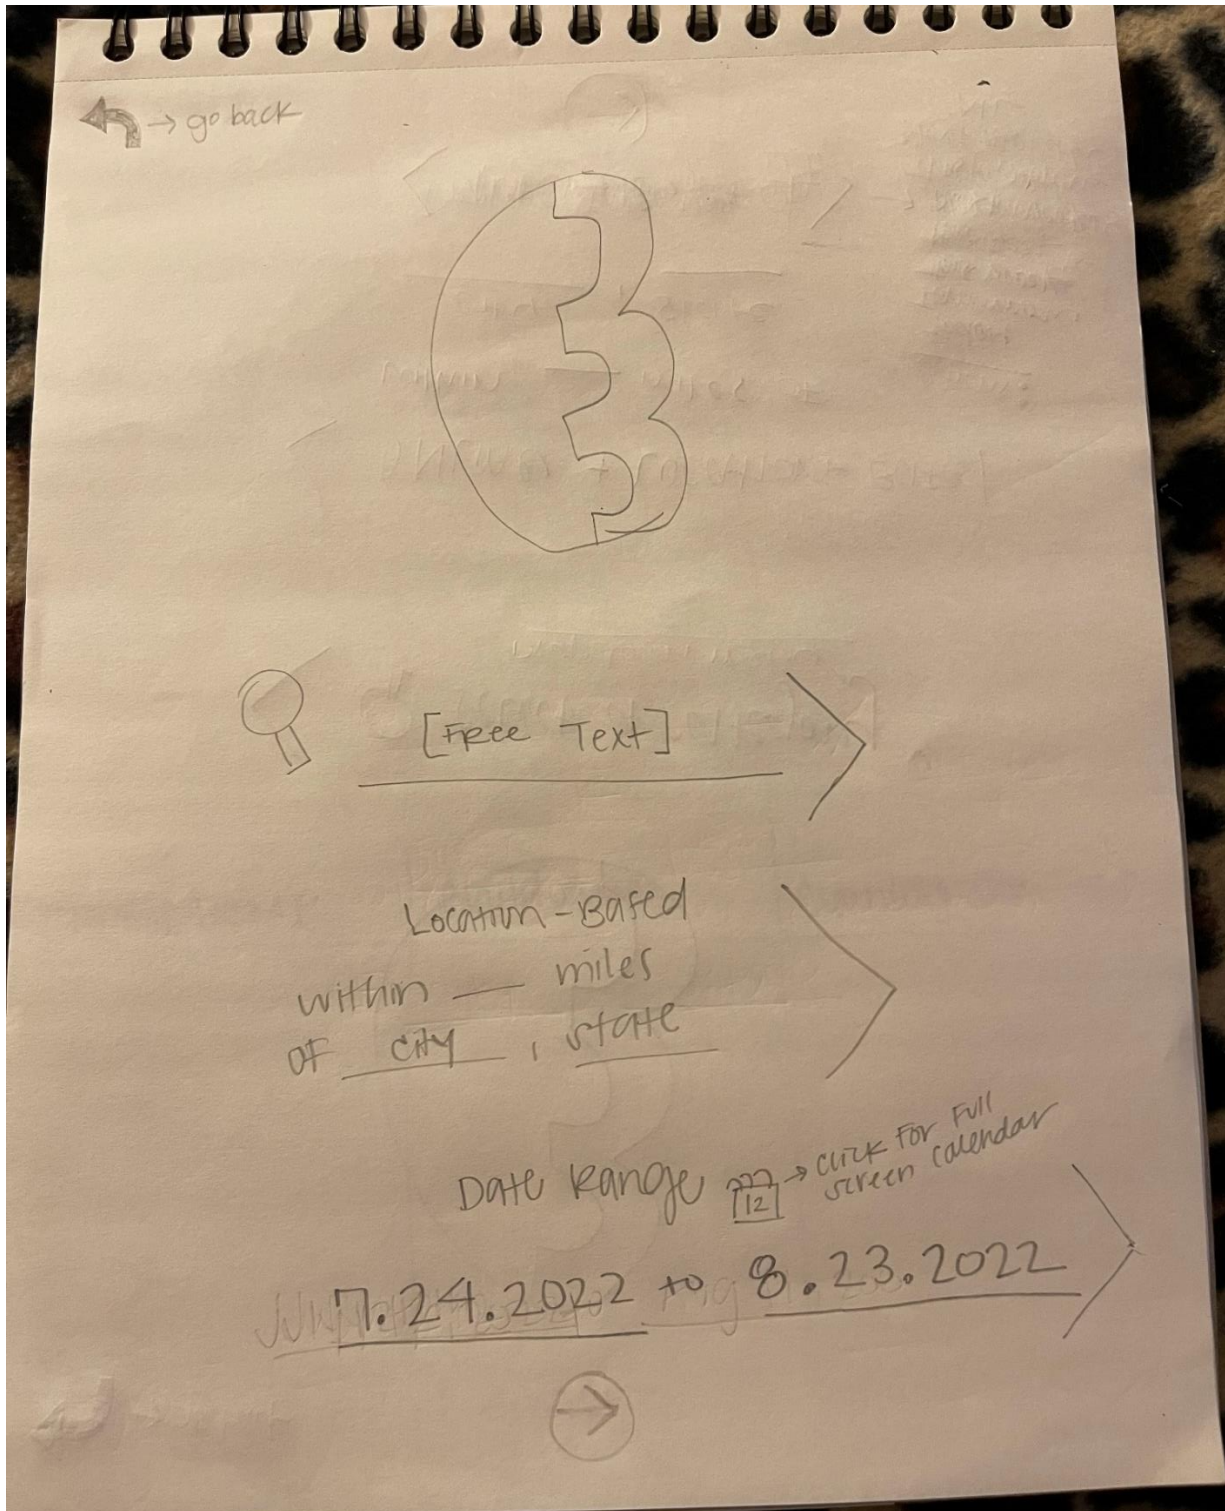 → go back
[Free Text]
Location-Based
within __ miles
of city, state
Date Range 12 → click for full
screen calendar
7.24.2022 to 8.23.2022